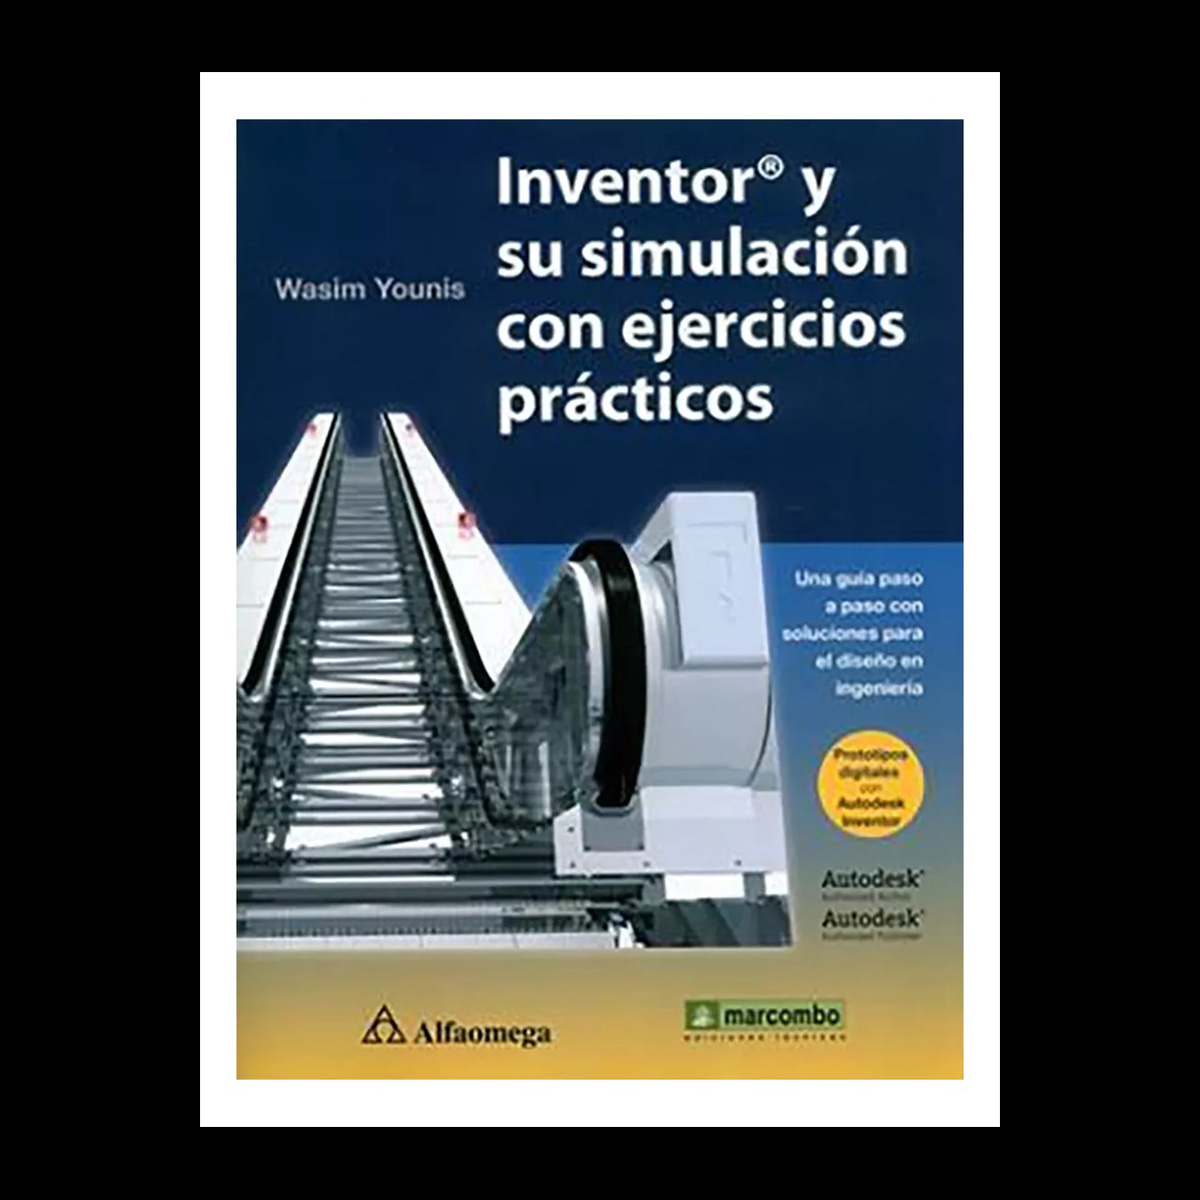 Inventor® y
su simulación
con ejercicios
prácticos
Wasim Younis
Una guía paso
a paso con
soluciones para
el diseño en
ingeniería
Prototipos
digitales
con
Autodesk
Inventor
Autodesk®
Autodesk®
Alfaomega
marcombo